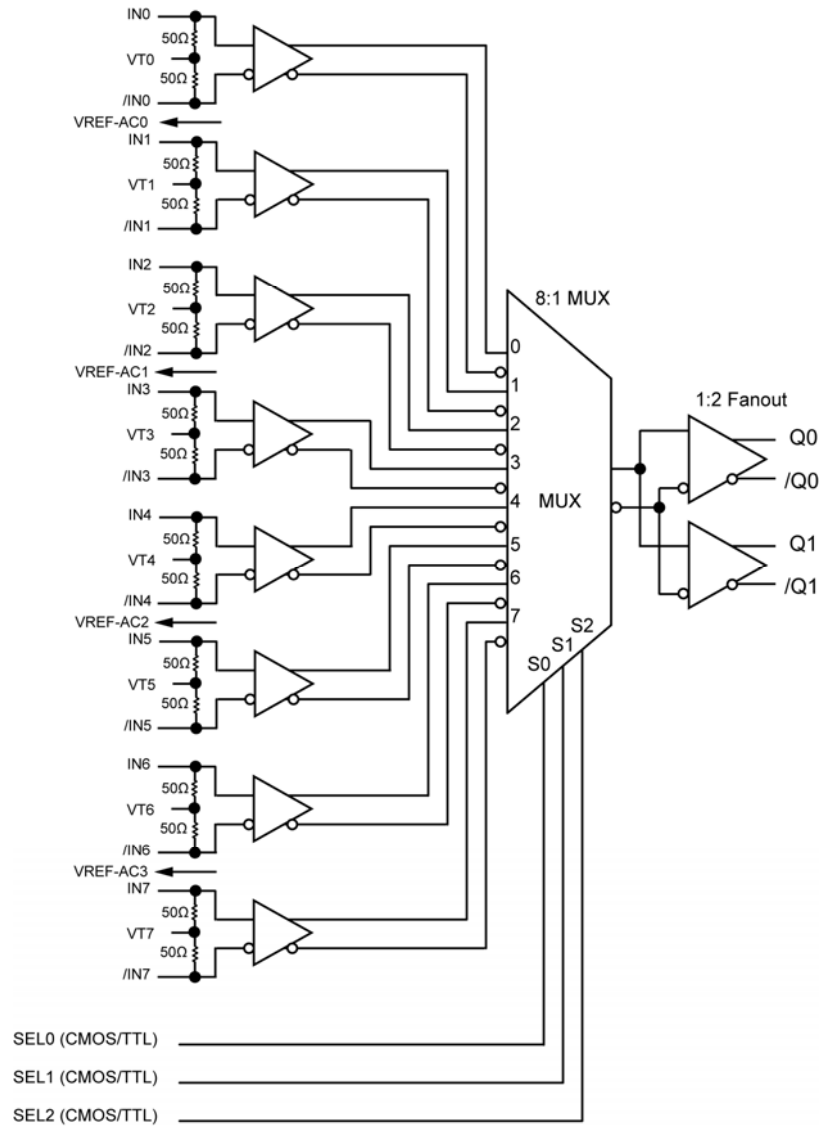 IN0
50Ω
VT0
50Ω
/IN0
VREF-AC0
IN1
50Ω
VT1
50Ω
/IN1
IN2
50Ω
VT2
50Ω
/IN2
VREF-AC1
IN3
50Ω
VT3
50Ω
/IN3
IN4
50Ω
VT4
50Ω
/IN4
VREF-AC2
IN5
50Ω
VT5
50Ω
/IN5
IN6
50Ω
VT6
50Ω
/IN6
VREF-AC3
IN7
50Ω
VT7
50Ω
/IN7
8:1 MUX
0
1
2
3
4
5
6
7
MUX
S0
S1
S2
1:2 Fanout
Q0
/Q0
Q1
/Q1
SEL0 (CMOS/TTL)
SEL1 (CMOS/TTL)
SEL2 (CMOS/TTL)